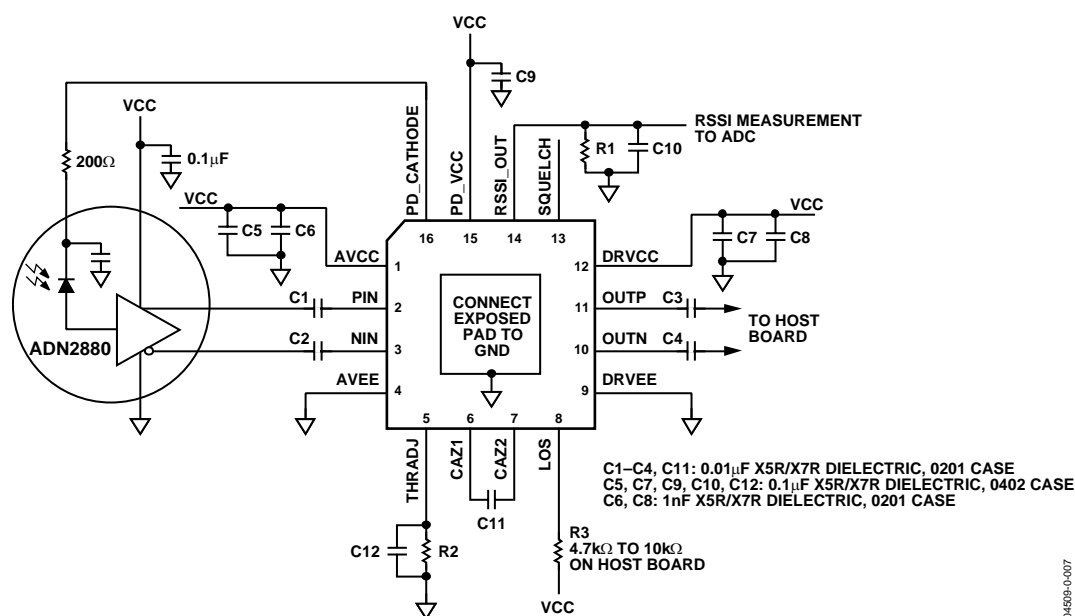 VCC
C9
VCC
200Ω
0.1μF
PD_CATHODE
PD_VCC
RSSI_OUT
SQUELCH
R1
C10
RSSI MEASUREMENT
TO ADC
VCC
C5
C6
16
15
14
13
VCC
C7
C8
AVCC
1
12
DRVCC
C1
PIN
2
11
OUTP
C3
C2
NIN
3
10
OUTN
C4
TO HOST
BOARD
AVEE
4
9
DRVEE
CONNECT
EXPOSED
PAD TO
GND
ADN2880
5
6
7
8
THRADJ
CAZ1
CAZ2
LOS
C11
C12
R2
R3
4.7kΩ TO 10kΩ
ON HOST BOARD
VCC
C1–C4, C11: 0.01μF X5R/X7R DIELECTRIC, 0201 CASE
C5, C7, C9, C10, C12: 0.1μF X5R/X7R DIELECTRIC, 0402 CASE
C6, C8: 1nF X5R/X7R DIELECTRIC, 0201 CASE
04509-0-007